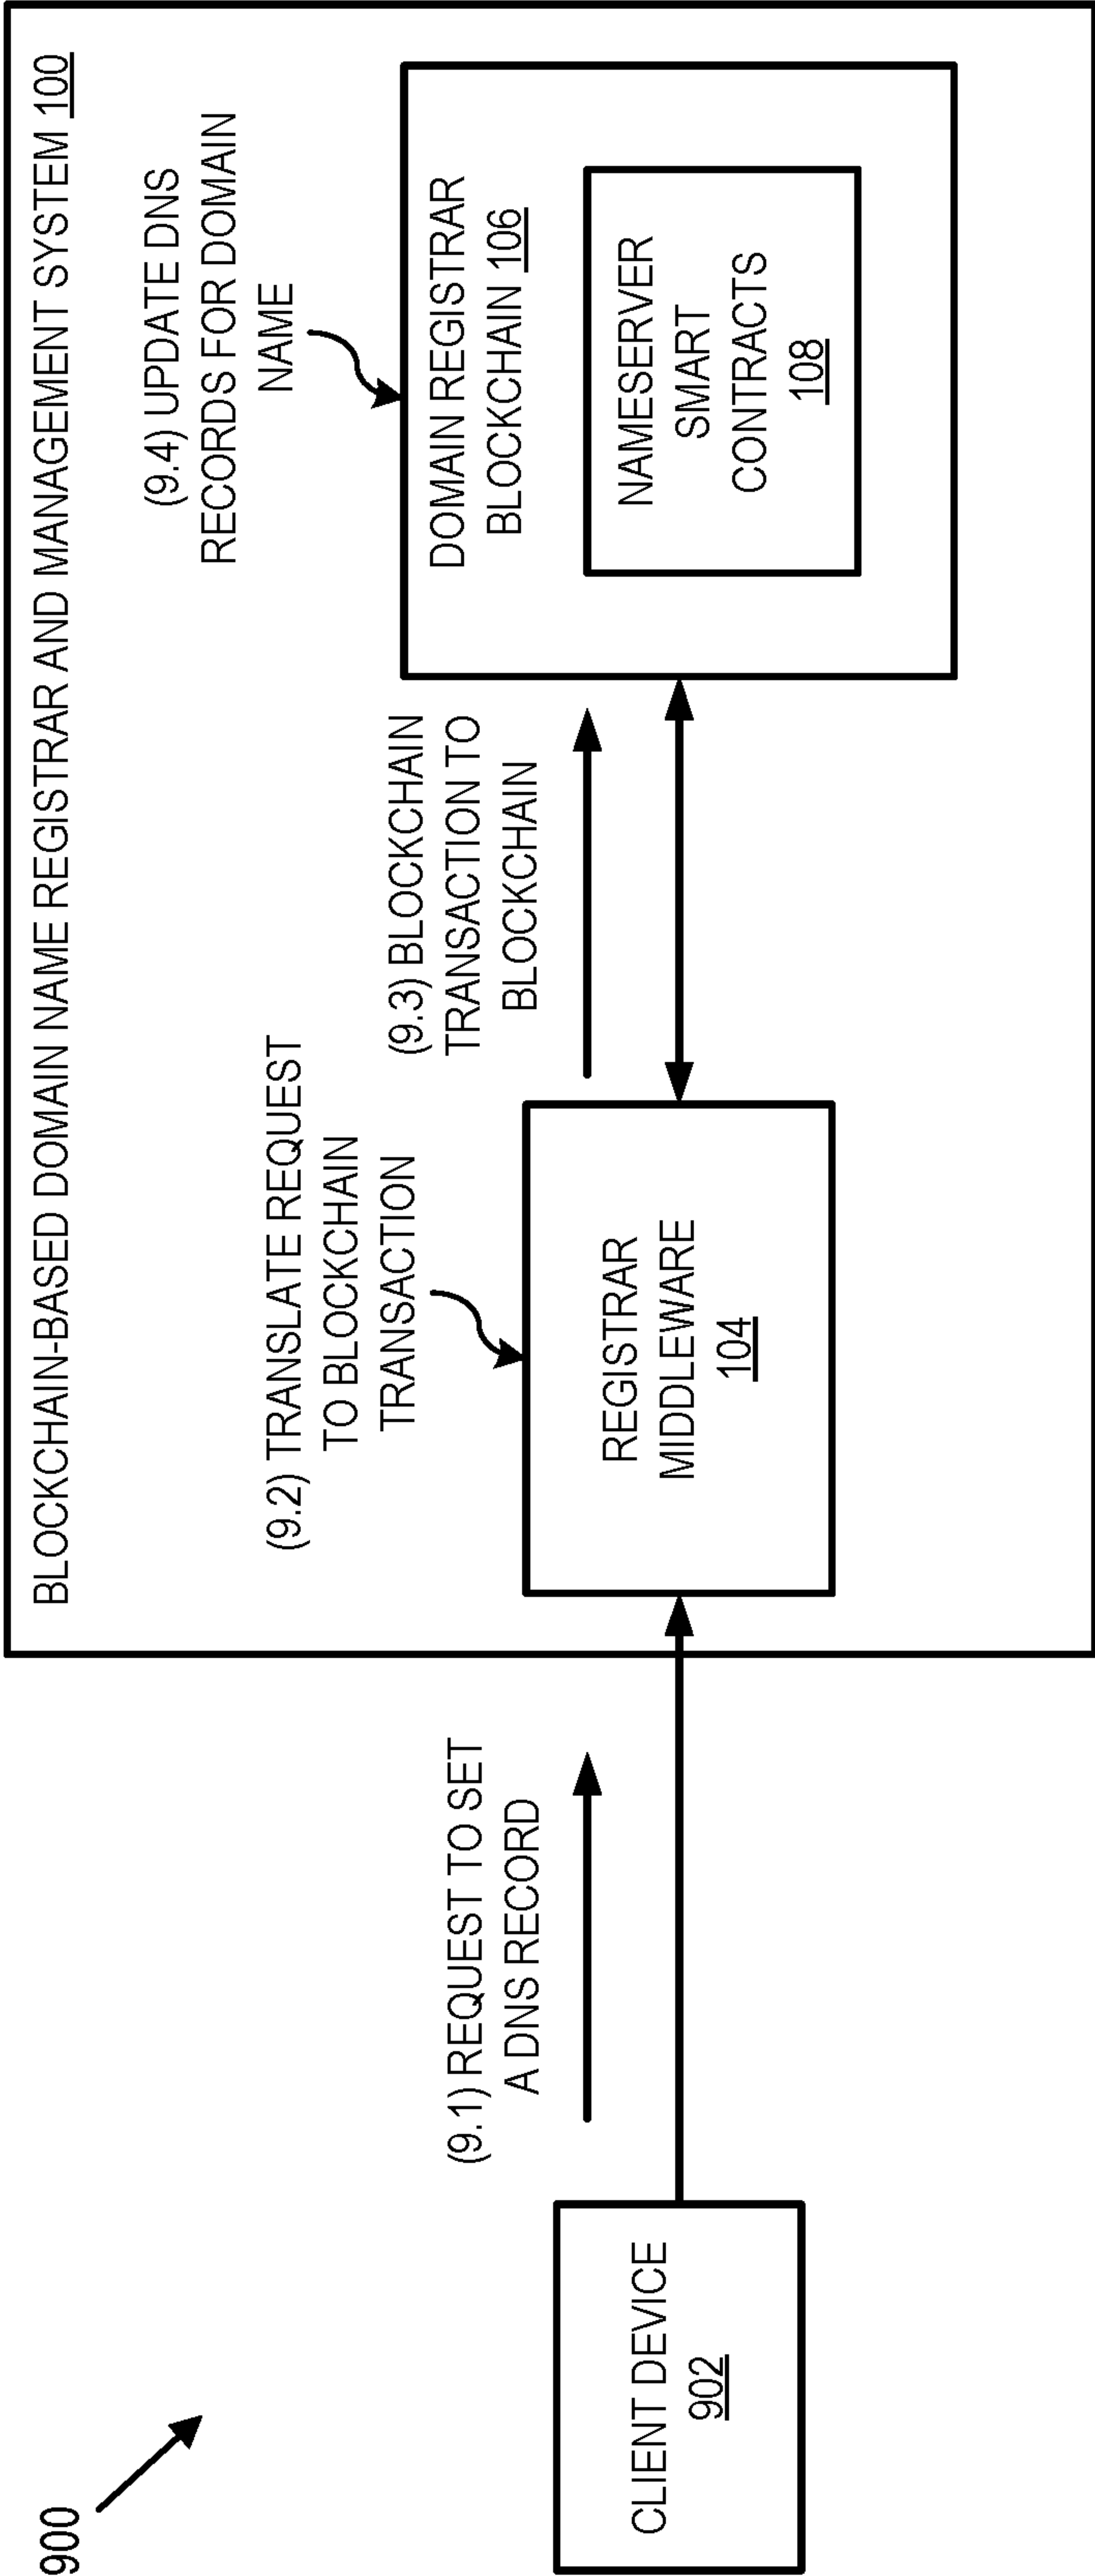 900
BLOCKCHAIN-BASED DOMAIN NAME REGISTRAR AND MANAGEMENT SYSTEM 100
CLIENT DEVICE
902
(9.1) REQUEST TO SET
A DNS RECORD
(9.2) TRANSLATE REQUEST
TO BLOCKCHAIN
TRANSACTION
REGISTRAR
MIDDLEWARE
104
(9.3) BLOCKCHAIN
TRANSACTION TO
BLOCKCHAIN
(9.4) UPDATE DNS
RECORDS FOR DOMAIN
NAME
DOMAIN REGISTRAR
BLOCKCHAIN 106
NAMESERVER
SMART
CONTRACTS
108